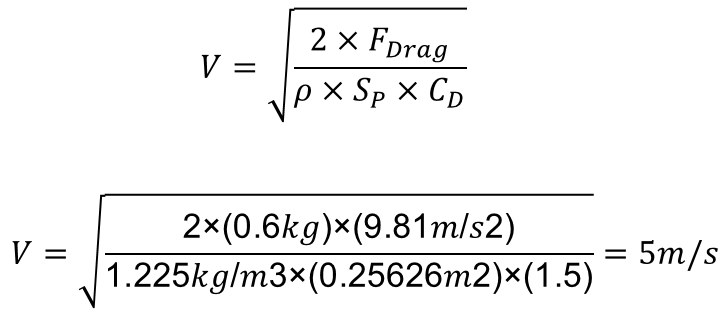 V = √(2 × F_Drag / ρ × S_P × C_D)
V = √(2×(0.6kg)×(9.81m/s2) / 1.225kg/m3×(0.25626m2)×(1.5)) = 5m/s